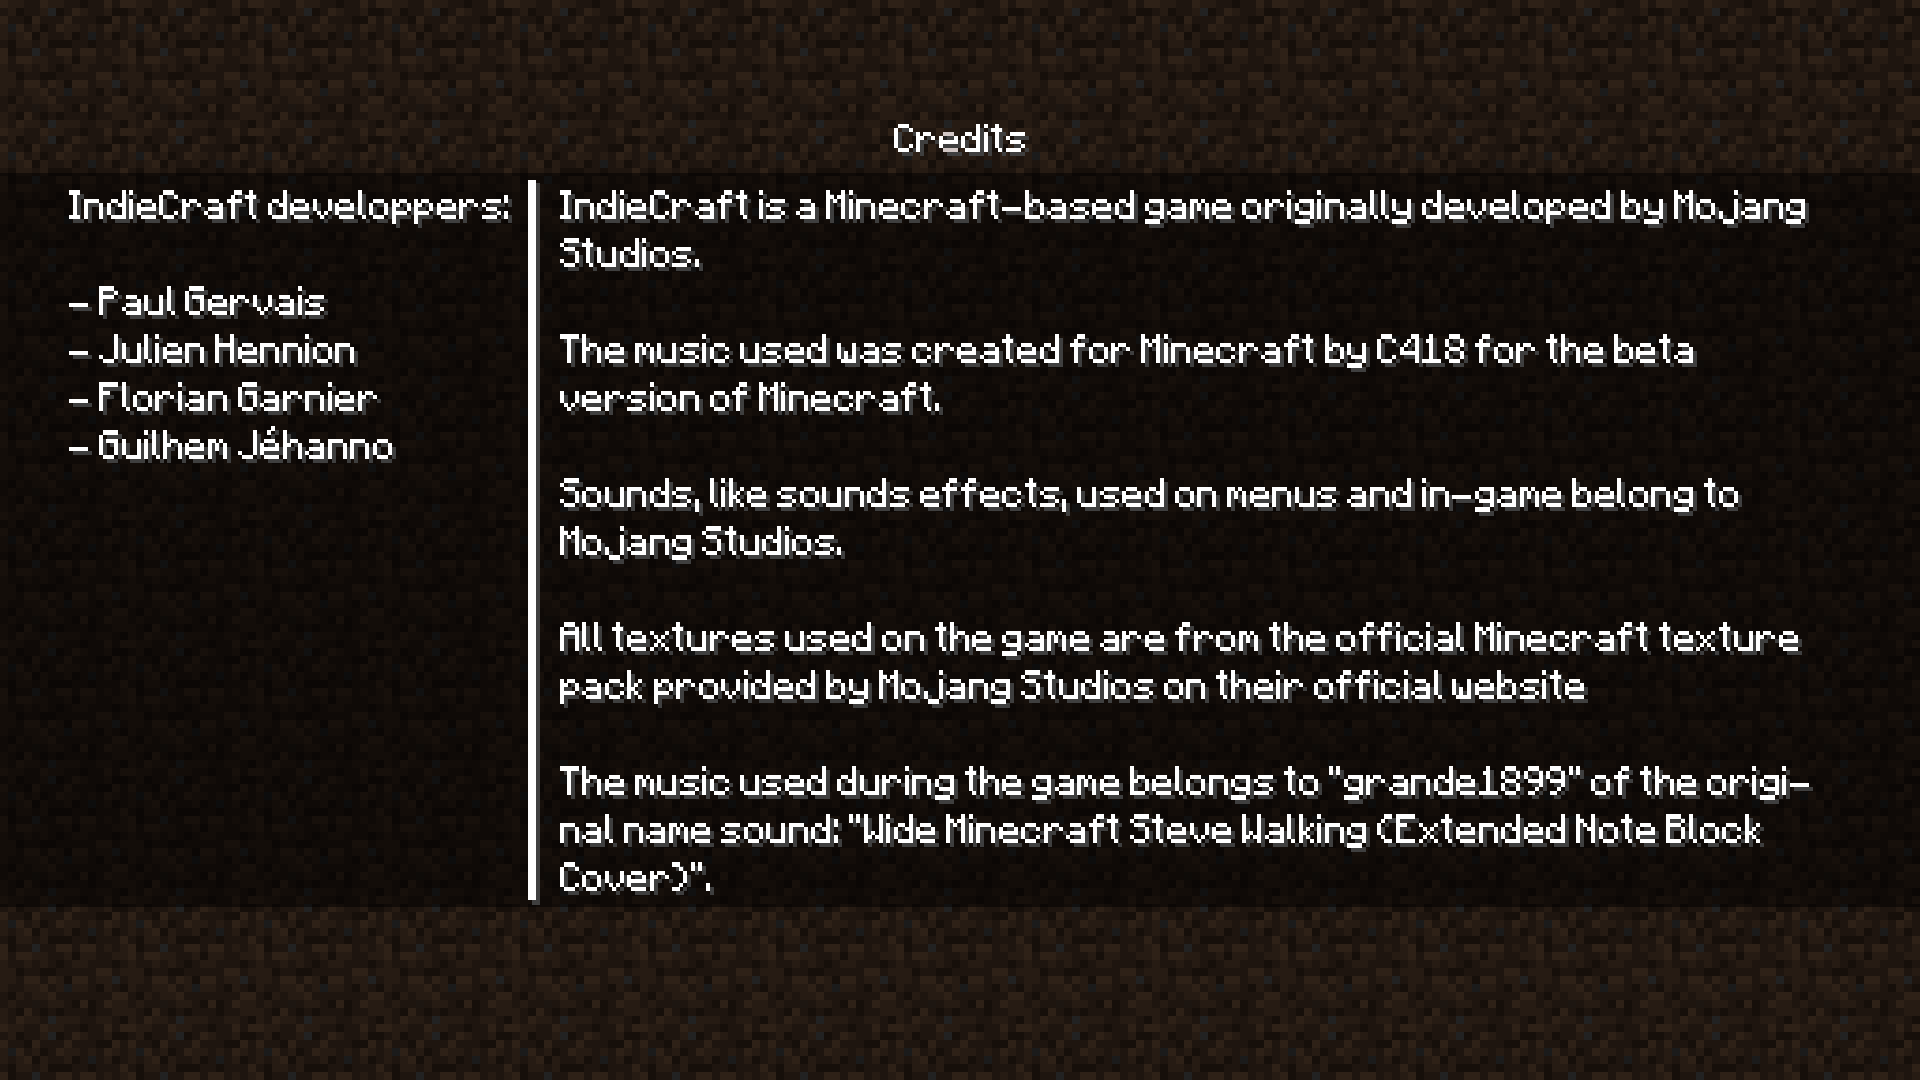 Credits
IndieCraft developpers:
- Paul Gervais
- Julien Hennion
- Florian Garnier
- Guilhem Jéhanno
IndieCraft is a Minecraft-based game originally developed by Mojang
Studios.
The music used was created for Minecraft by C418 for the beta
version of Minecraft.
Sounds, like sounds effects, used on menus and in-game belong to
Mojang Studios.
All textures used on the game are from the official Minecraft texture
pack provided by Mojang Studios on their official website
The music used during the game belongs to "grande1899" of the origi-
nal name sound: "Wide Minecraft Steve Walking (Extended Note Block
Cover)".